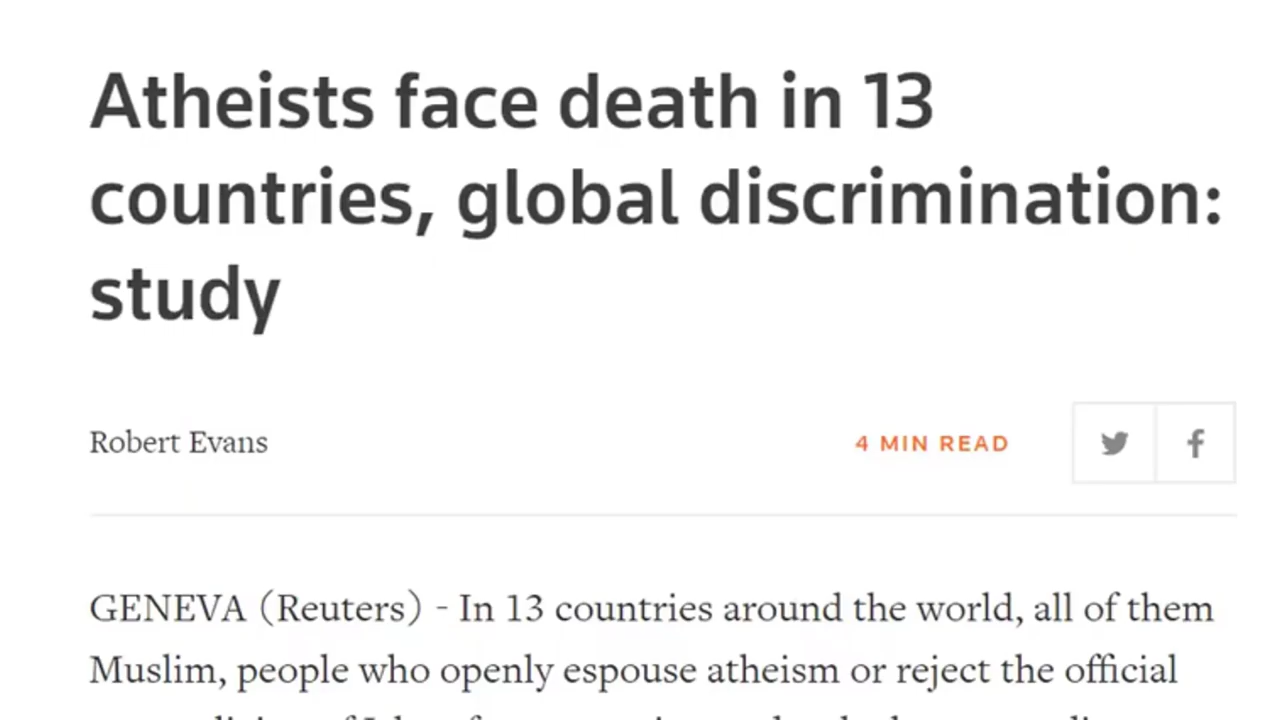 Atheists face death in 13
countries, global discrimination:
study
Robert Evans
4 MIN READ
GENEVA (Reuters) - In 13 countries around the world, all of them
Muslim, people who openly espouse atheism or reject the official